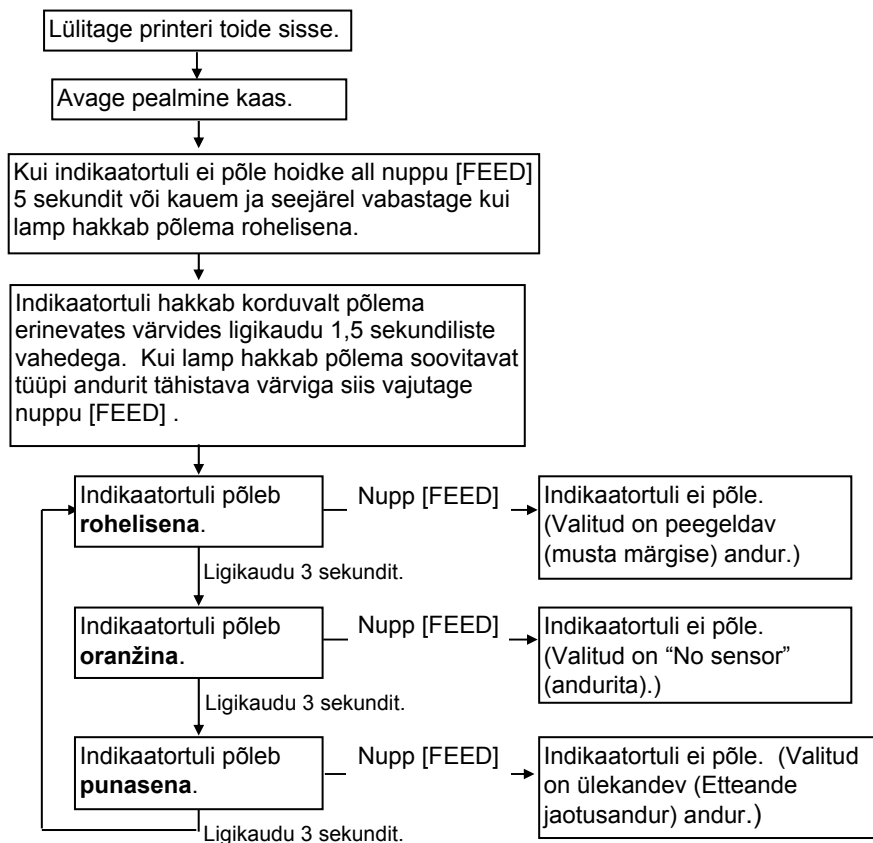 Lülitage printeri toide sisse.
Avage pealmine kaas.
Kui indikaatortuli ei põle hoidke all nuppu [FEED]
5 sekundit või kauem ja seejärel vabastage kui
lamp hakkab põlema rohelisena.
Indikaatortuli hakkab korduvalt põlema
erinevates värvides ligikaudu 1,5 sekundiliste
vahedega.  Kui lamp hakkab põlema soovitavat
tüüpi andurit tähistava värviga siis vajutage
nuppu [FEED] .
Indikaatortuli põleb
rohelisena.
Nupp [FEED]
Indikaatortuli ei põle.
(Valitud on peegeldav
(musta märgise) andur.)
Ligikaudu 3 sekundit.
Indikaatortuli põleb
oranžina.
Nupp [FEED]
Indikaatortuli ei põle.
(Valitud on “No sensor”
(andurita).)
Ligikaudu 3 sekundit.
Indikaatortuli põleb
punasena.
Nupp [FEED]
Indikaatortuli ei põle.  (Valitud
on ülekandev (Etteande
jaotusandur) andur.)
Ligikaudu 3 sekundit.